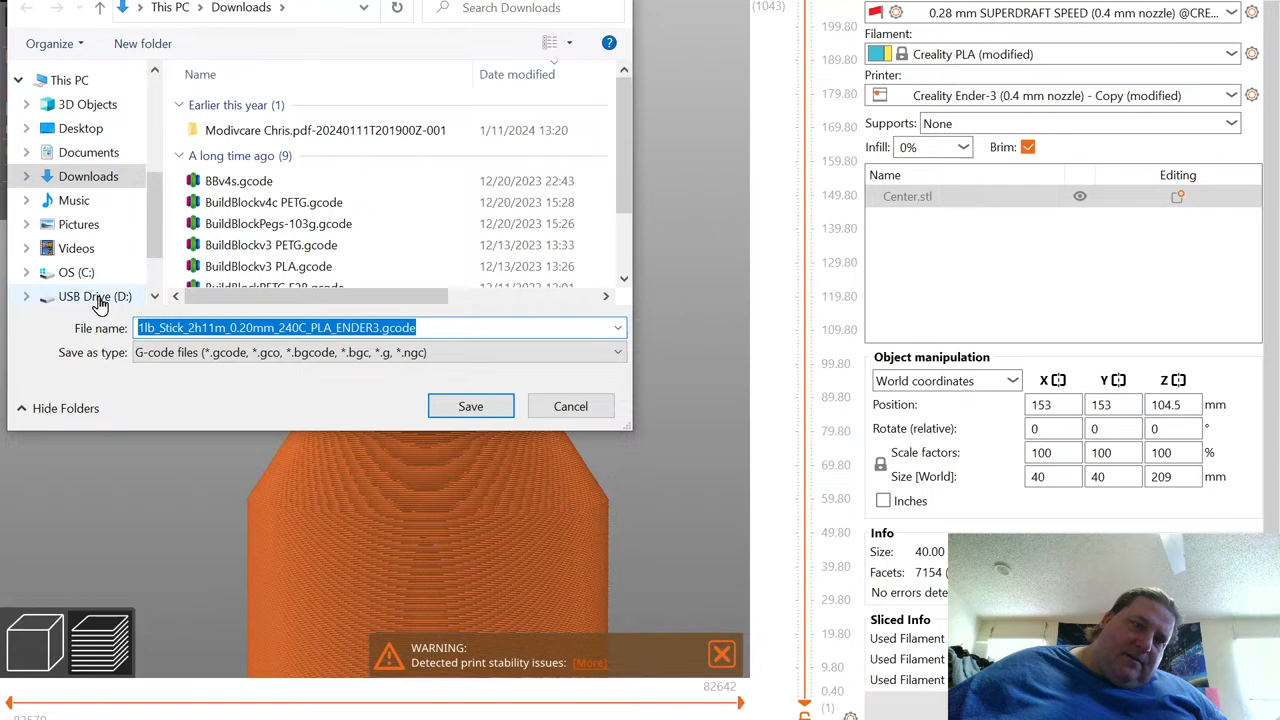 This PC > Downloads >
Search Downloads
Organize
New folder
?
Name
Date modified
This PC
3D Objects
Desktop
Documents
Downloads
Music
Pictures
Videos
OS (C:)
USB Drive (D:)
Earlier this year (1)
Modivcare Chris.pdf-20240111T201900Z-001
1/11/2024 13:20
A long time ago (9)
BBv4s.gcode
12/20/2023 22:43
BuildBlockv4c PETG.gcode
12/20/2023 15:28
BuildBlockPegs-103g.gcode
12/20/2023 15:26
BuildBlockv3 PETG.gcode
12/13/2023 13:33
BuildBlockv3 PLA.gcode
12/13/2023 13:26
File name:
1lb_Stick_2h11m_0.20mm_240C_PLA_ENDER3.gcode
Save as type:
G-code files (*.gcode, *.gco, *.bgcode, *.bgc, *.g, *.ngc)
Hide Folders
Save
Cancel
WARNING:
Detected print stability issues: [More]
82642
82579
(1043)
199.80
189.80
179.80
169.80
159.80
149.80
139.80
129.80
119.80
109.80
99.80
89.80
79.80
69.80
59.80
49.80
39.80
29.80
19.80
9.80
0.40
(1)
0.28 mm SUPERDRAFT SPEED (0.4 mm nozzle) @CRE...
Filament:
Creality PLA (modified)
Printer:
Creality Ender-3 (0.4 mm nozzle) - Copy (modified)
Supports:
None
Infill:
0%
Brim:
Name
Editing
Center.stl
Object manipulation
World coordinates
X
Y
Z
Position:
153
153
104.5
mm
Rotate (relative):
0
0
0
°
Scale factors:
100
100
100
%
Size [World]:
40
40
209
mm
Inches
Info
Size:
40.00
Facets:
7154 (
No errors dete
Sliced Info
Used Filament
Used Filament
Used Filament